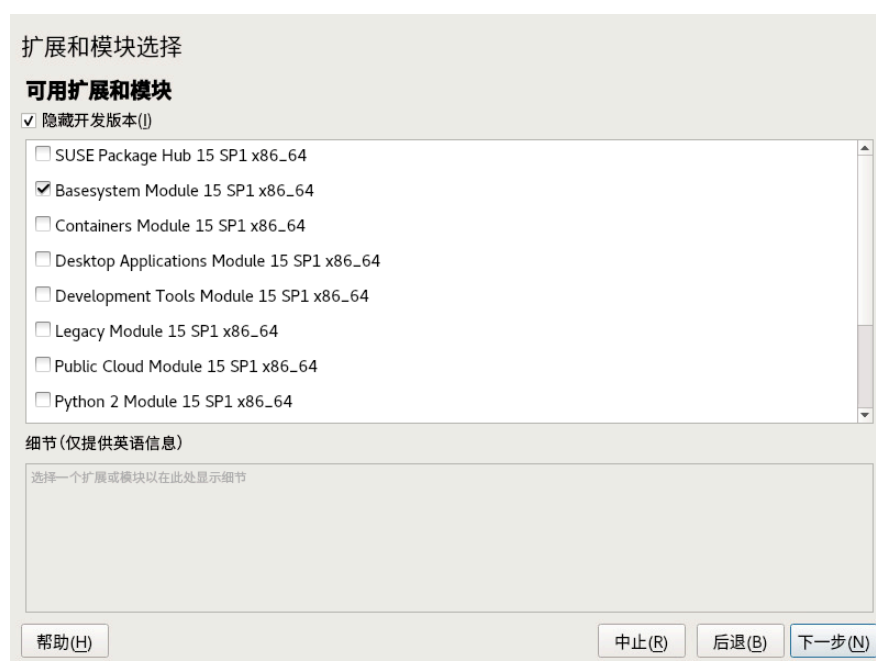 扩展和模块选择
可用扩展和模块
隐藏开发版本(I)
SUSE Package Hub 15 SP1 x86_64
Basesystem Module 15 SP1 x86_64
Containers Module 15 SP1 x86_64
Desktop Applications Module 15 SP1 x86_64
Development Tools Module 15 SP1 x86_64
Legacy Module 15 SP1 x86_64
Public Cloud Module 15 SP1 x86_64
Python 2 Module 15 SP1 x86_64
细节(仅提供英语信息)
选择一个扩展或模块以在此处显示细节
帮助(H) 中止(R) 后退(B) 下一步(N)